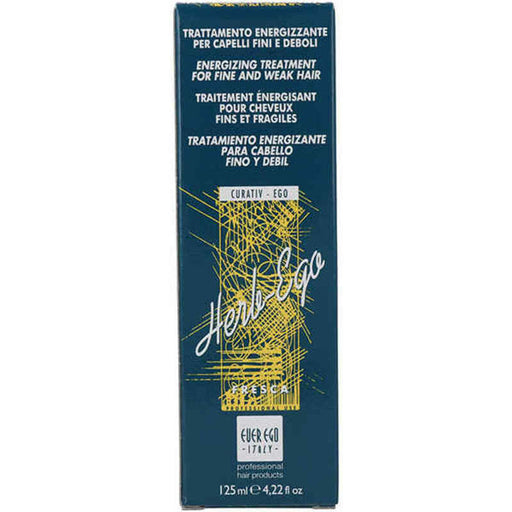 TRATTAMENTO ENERGIZZANTE
PER CAPELLI FINI E DEBOLI
ENERGIZING TREATMENT
FOR FINE AND WEAK HAIR
TRAITEMENT ÉNERGISANT
POUR CHEVEUX
FINS ET FRAGILES
TRATAMIENTO ENERGIZANTE
PARA CABELLO
FINO Y DEBIL
CURATIV - EGO
Herb-Ego
FRESCA
PROFESSIONAL USE
EVER EGO
- ITALY -
professional
hair products
125 ml ℮ 4,22 fl oz